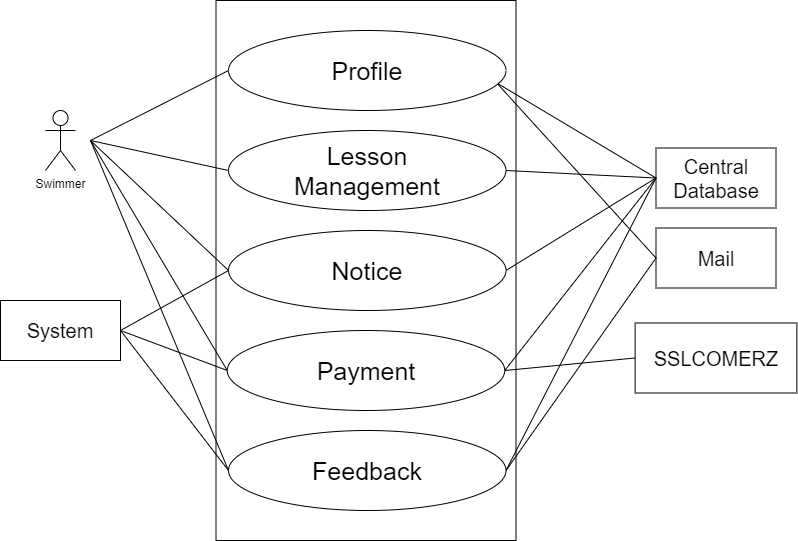 Profile
Lesson
Management
Swimmer
Central
Database
Notice
Mail
System
Payment
SSLCOMERZ
Feedback